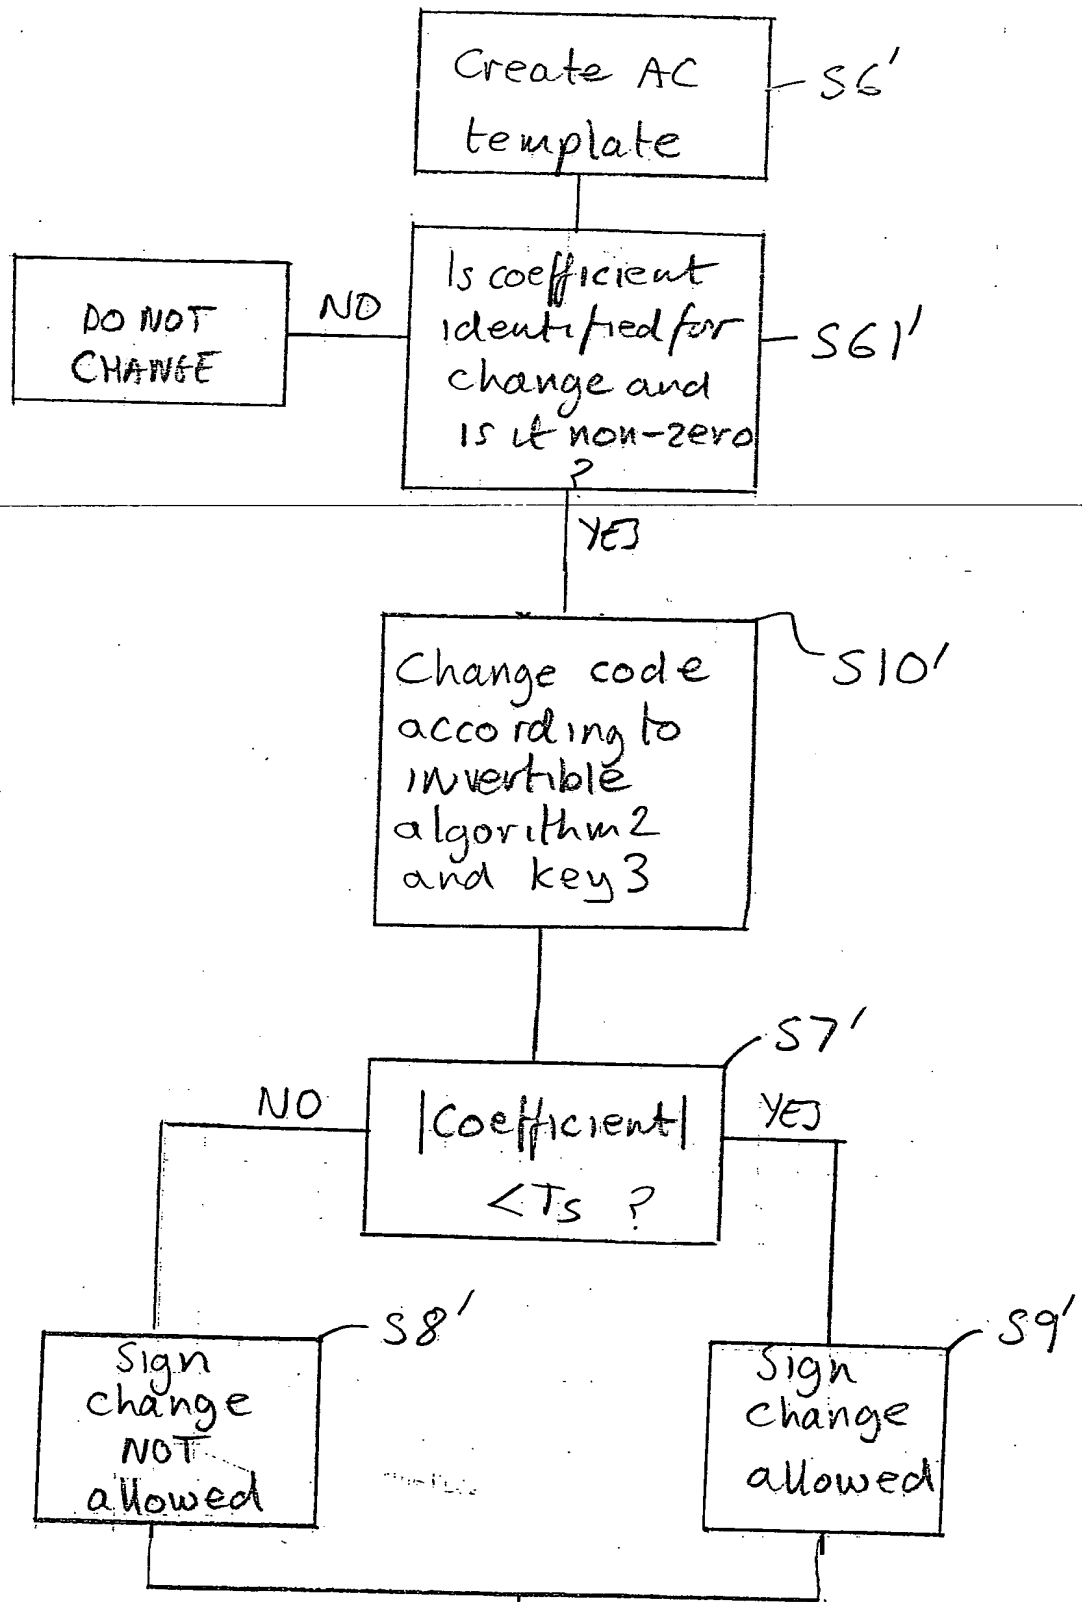 Create AC
template
S6'
Is coefficient
identified for
change and
is it non-zero
?
S61'
NO
DO NOT
CHANGE
YES
Change code
according to
invertible
algorithm 2
and key 3
S10'
|Coefficient|
<Ts ?
S7'
NO
YES
Sign
change
NOT
allowed
S8'
Sign
change
allowed
S9'